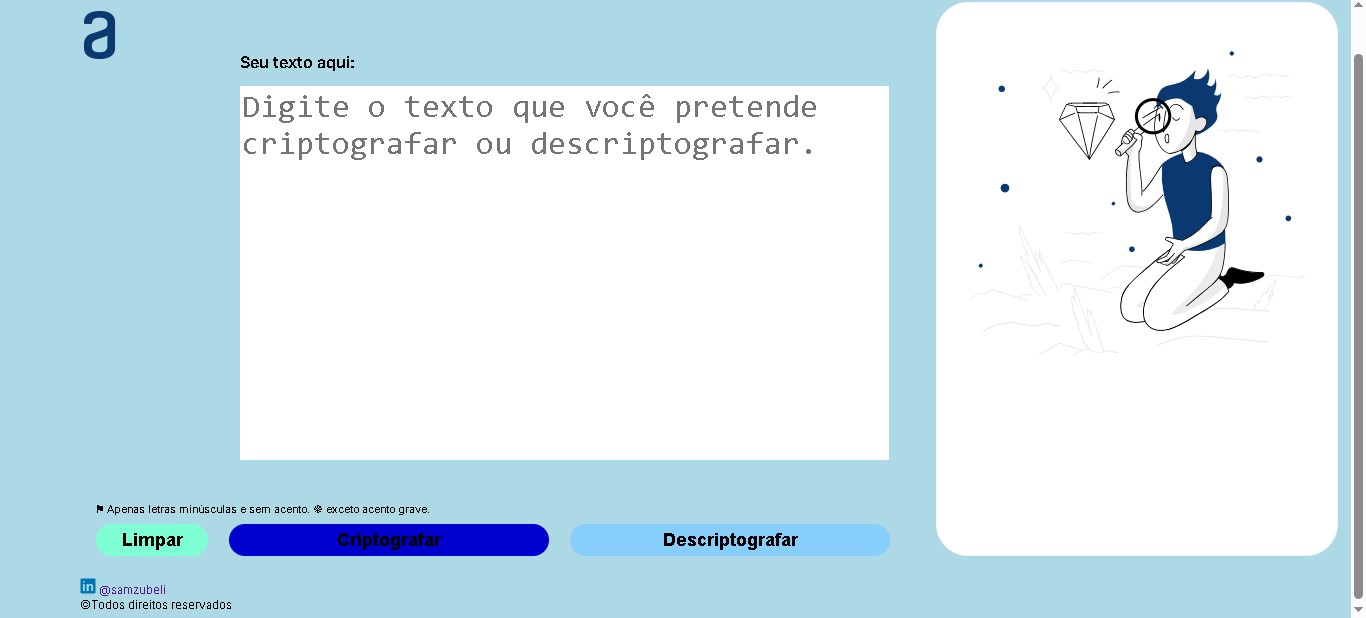 a
Seu texto aqui:
Digite o texto que você pretende
criptografar ou descriptografar.
⚑ Apenas letras minúsculas e sem acento. ❉ exceto acento grave.
Limpar
Criptografar
Descriptografar
in @samzubeli
©Todos direitos reservados